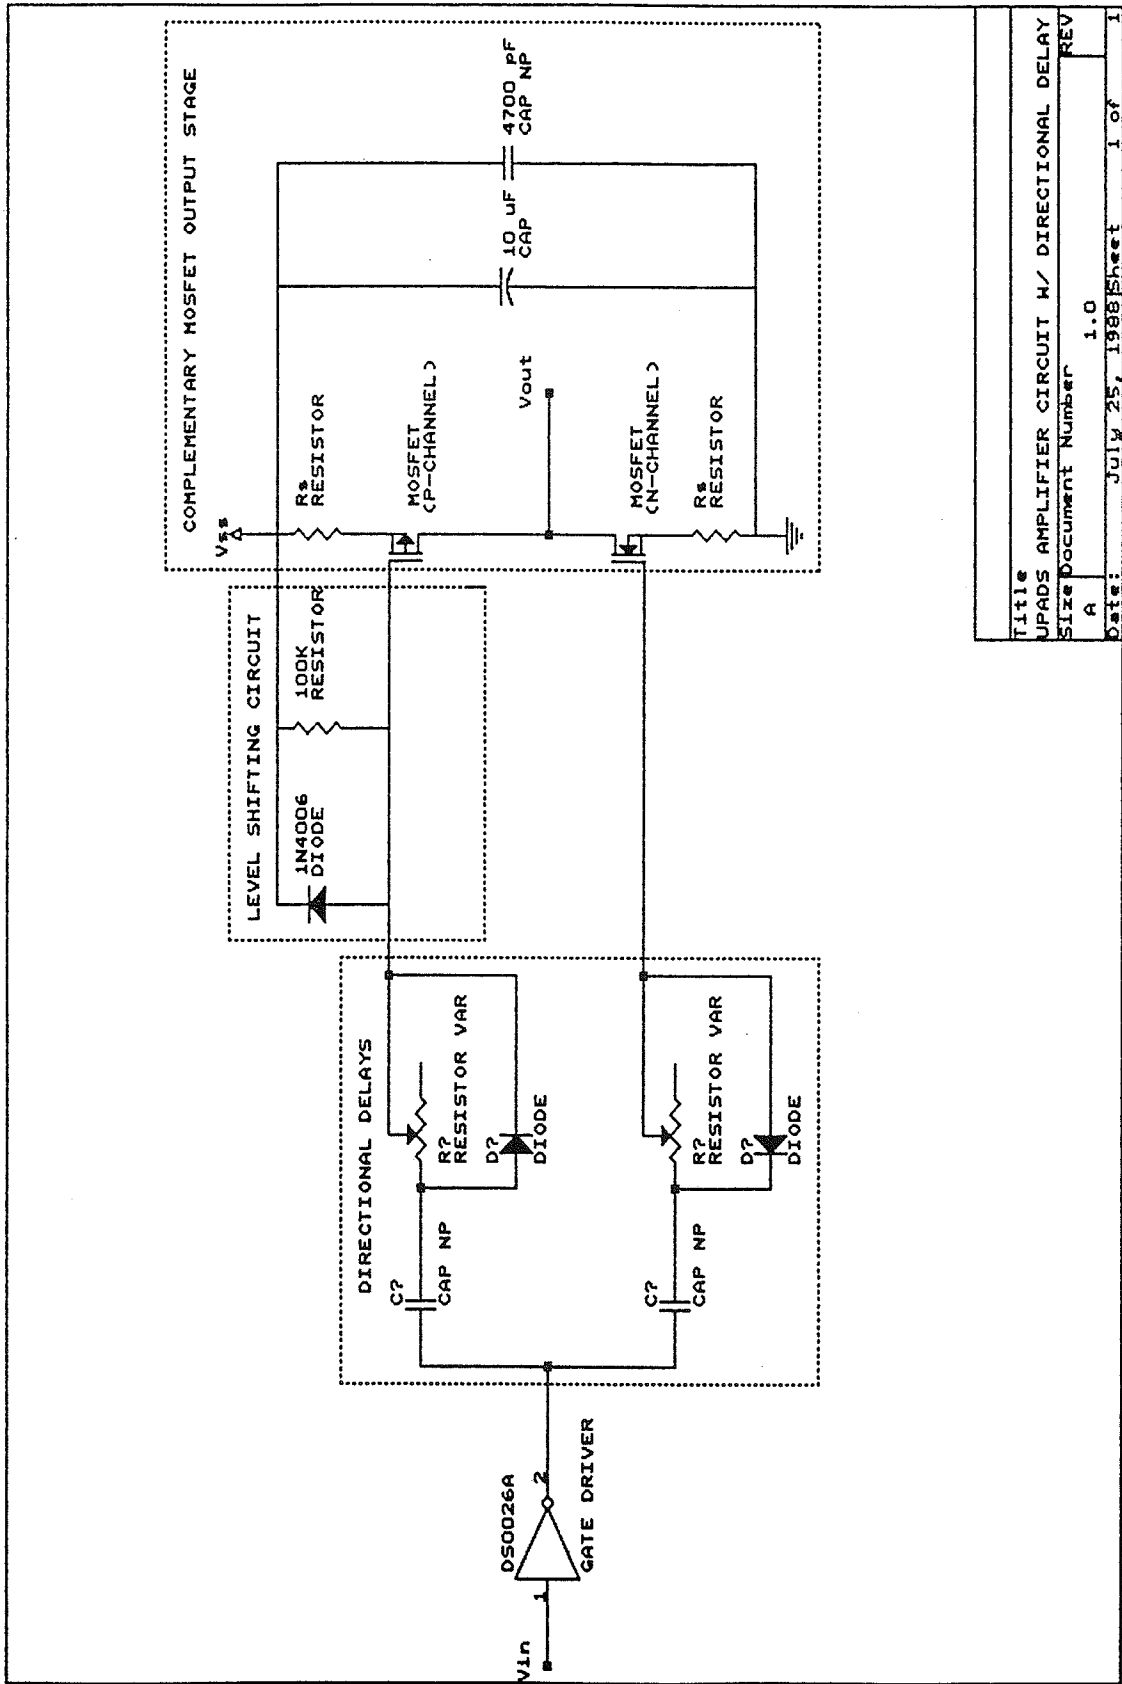 COMPLEMENTARY MOSFET OUTPUT STAGE
Vss
Rs
RESISTOR
MOSFET
(P-CHANNEL)
Vout
MOSFET
(N-CHANNEL)
Rs
RESISTOR
10 uF
CAP
4700 pF
CAP NP
LEVEL SHIFTING CIRCUIT
1N4006
DIODE
100K
RESISTOR
DIRECTIONAL DELAYS
C?
CAP NP
R?
RESISTOR VAR
D?
DIODE
C?
CAP NP
R?
RESISTOR VAR
D?
DIODE
Vin
1
DS0026A
2
GATE DRIVER
Title
UPADS AMPLIFIER CIRCUIT W/ DIRECTIONAL DELAY
Size Document Number REV
A 1.0
Date: July 25, 1988 Sheet 1 of 1